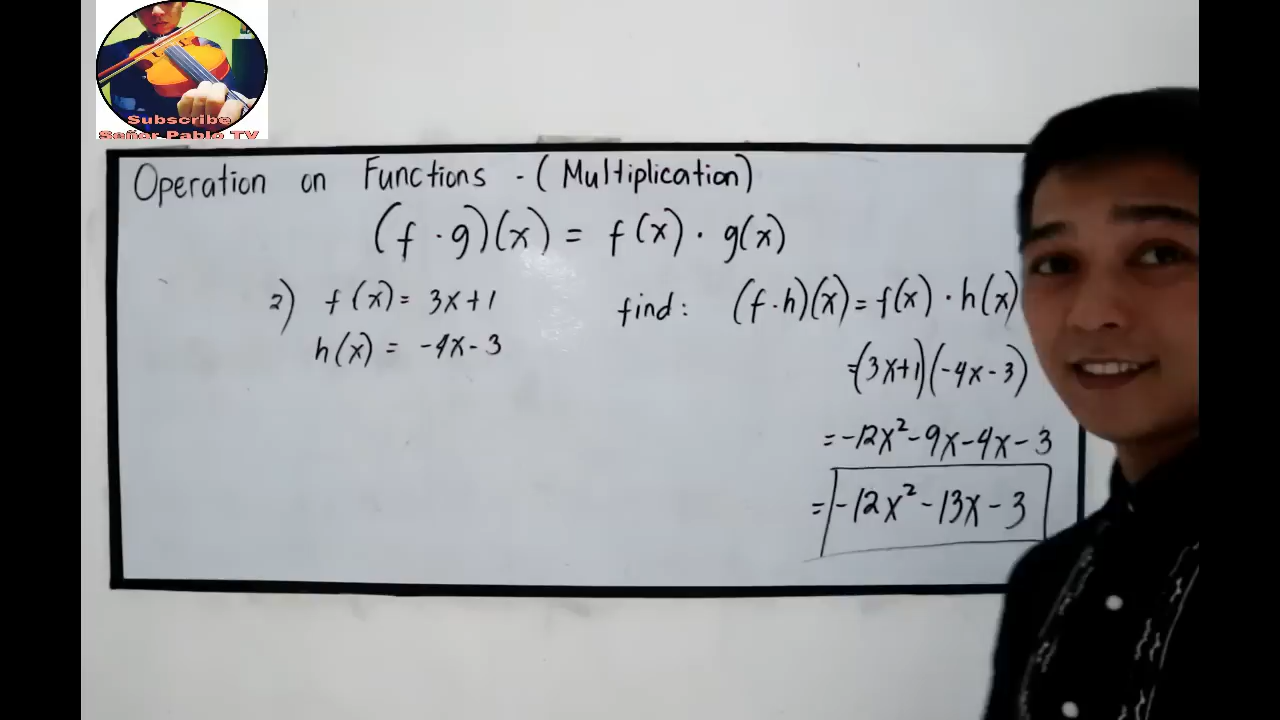 Subscribe
Señor Pablo TV
Operation on Functions - (Multiplication)
(f · g)(x) = f(x) · g(x)
2) f(x) = 3x+1
h(x) = -4x-3
find: (f·h)(x) = f(x) · h(x)
=(3x+1)(-4x-3)
= -12x² - 9x - 4x - 3
= -12x² - 13x - 3